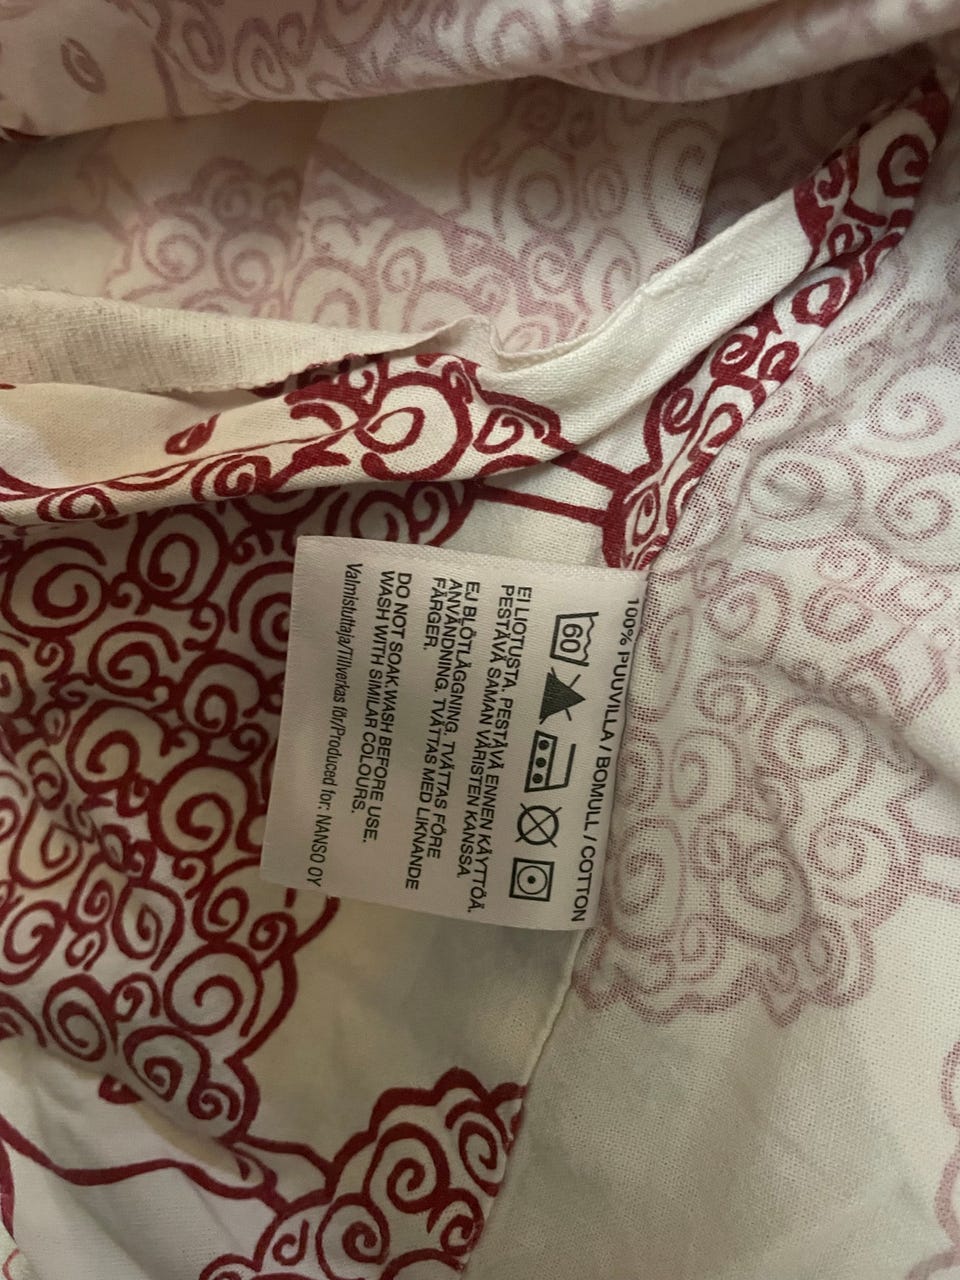 100% PUUVILLA / BOMULL / COTTON
60
EI LIOTUSTA. PESTÄVÄ ENNEN KÄYTTÖÄ.
PESTÄVÄ SAMAN VÄRISTEN KANSSA.
EJ BLÖTLÄGGNING. TVÄTTAS FÖRE
ANVÄNDNING. TVÄTTAS MED LIKNANDE
FÄRGER.
DO NOT SOAK.WASH BEFORE USE.
WASH WITH SIMILAR COLOURS.
Valmistuttaja/Tillverkas för/Produced for: NANSO OY